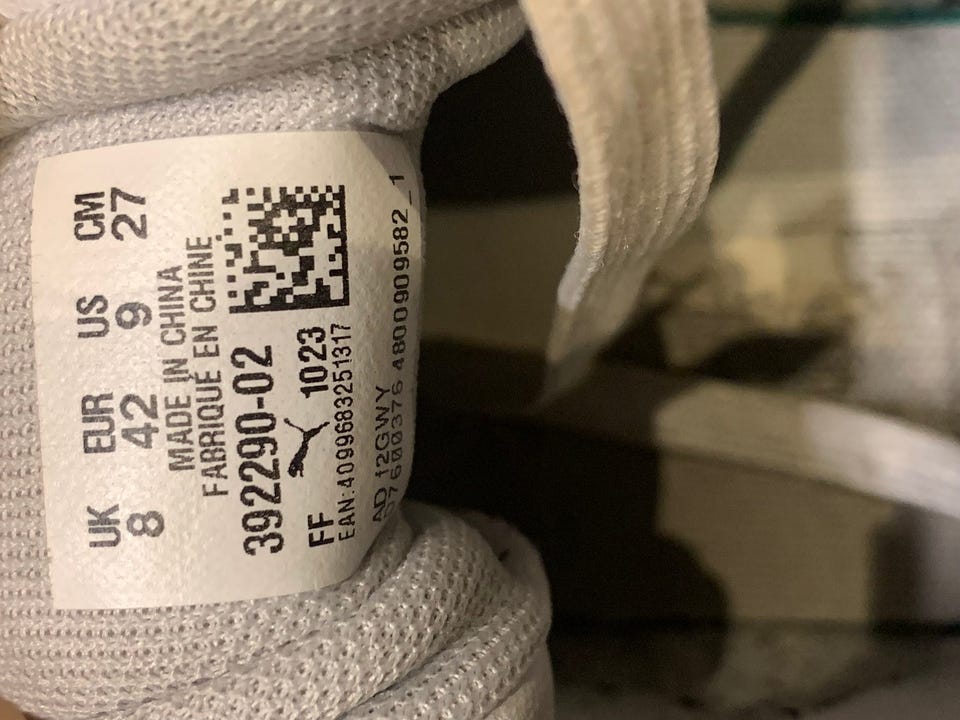 UK EUR US CM
8 42 9 27
MADE IN CHINA
FABRIQUÉ EN CHINE
392290-02
FF 1023
EAN:4099683251317
AD 12GWY
4800909582_1